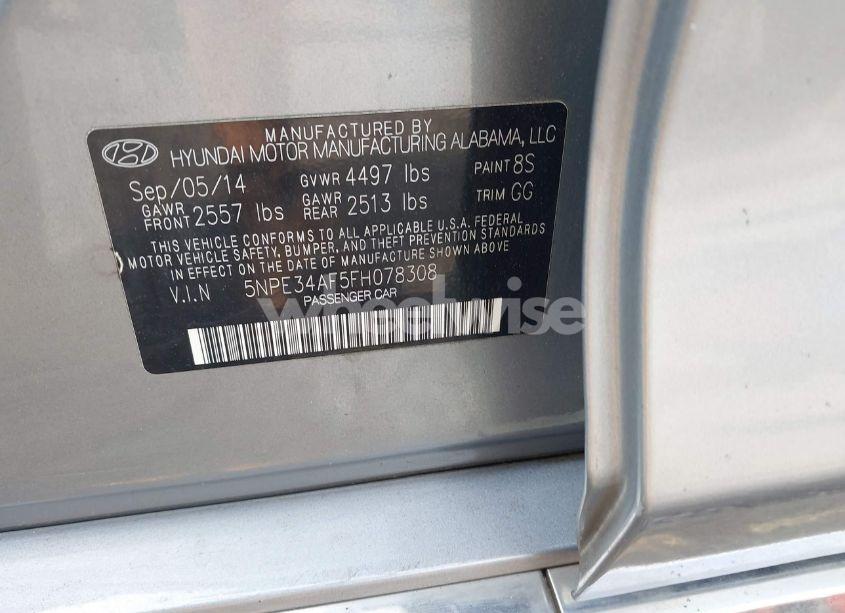 MANUFACTURED BY
HYUNDAI MOTOR MANUFACTURING ALABAMA, LLC
Sep/05/14 GVWR 4497 lbs PAINT 8S
GAWR FRONT 2557 lbs GAWR REAR 2513 lbs TRIM GG
THIS VEHICLE CONFORMS TO ALL APPLICABLE U.S.A. FEDERAL
MOTOR VEHICLE SAFETY, BUMPER, AND THEFT PREVENTION STANDARDS
IN EFFECT ON THE DATE OF MANUFACTURE SHOWN ABOVE
V.I.N 5NPE34AF5FH078308
PASSENGER CAR
wheelwise